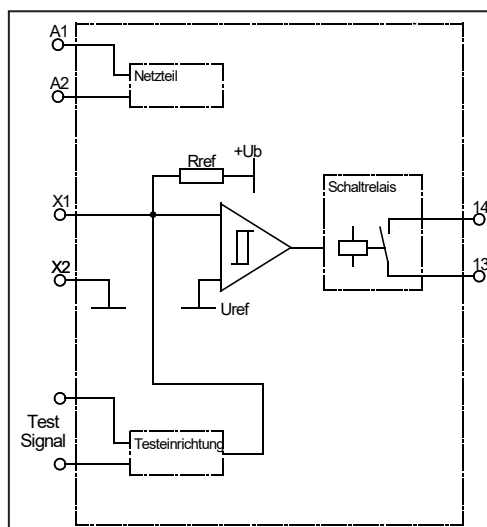 A1
Netzteil
A2
+Ub
Rref
Schaltrelais
X1
14
X2
13
Uref
Test
Signal
Testeinrichtung